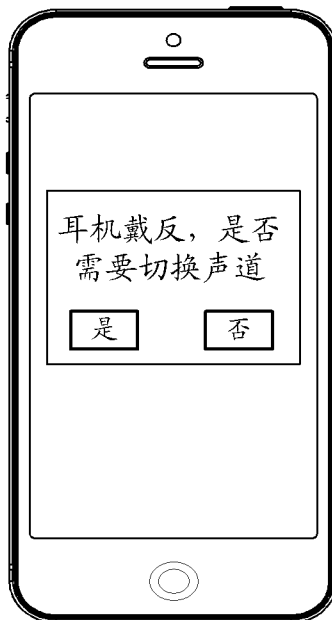 耳机戴反，是否
需要切换声道
是
否